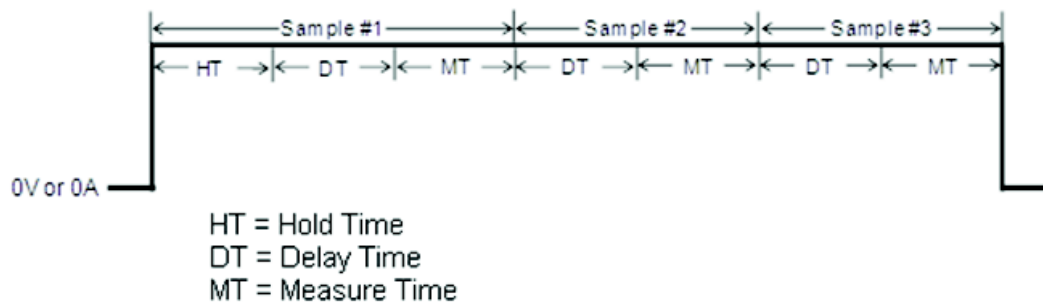 Sample #1 Sample #2 Sample #3
HT DT MT DT MT DT MT
0V or 0A
HT = Hold Time
DT = Delay Time
MT = Measure Time